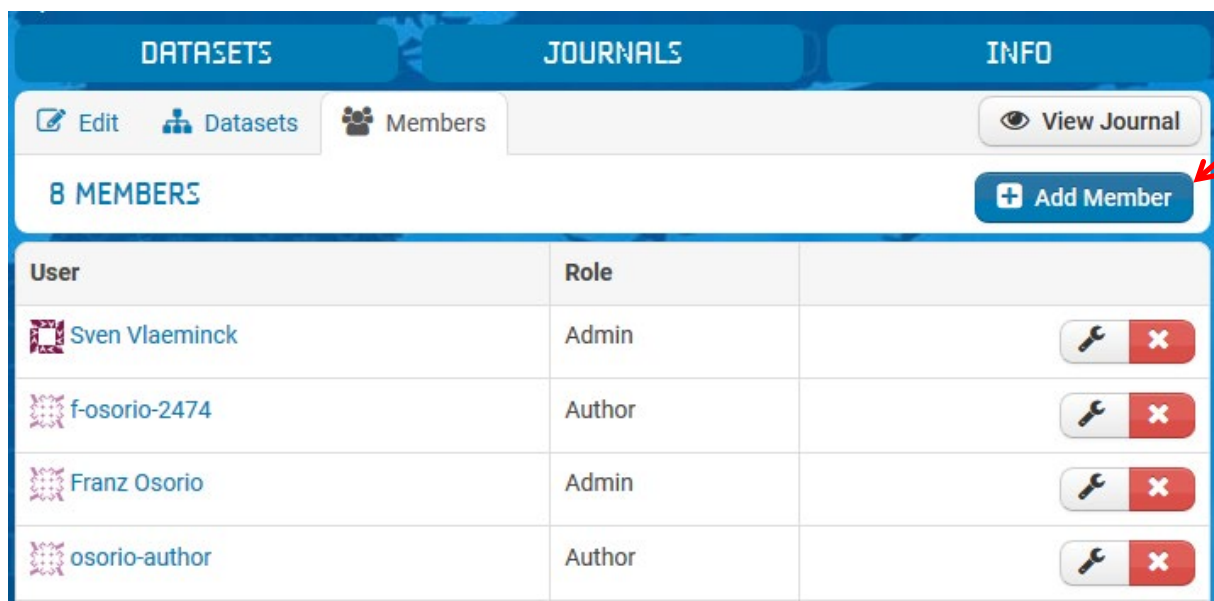 DATASETS JOURNALS INFO
Edit Datasets Members View Journal
8 MEMBERS Add Member
User Role
Sven Vlaeminck Admin
f-osorio-2474 Author
Franz Osorio Admin
osorio-author Author